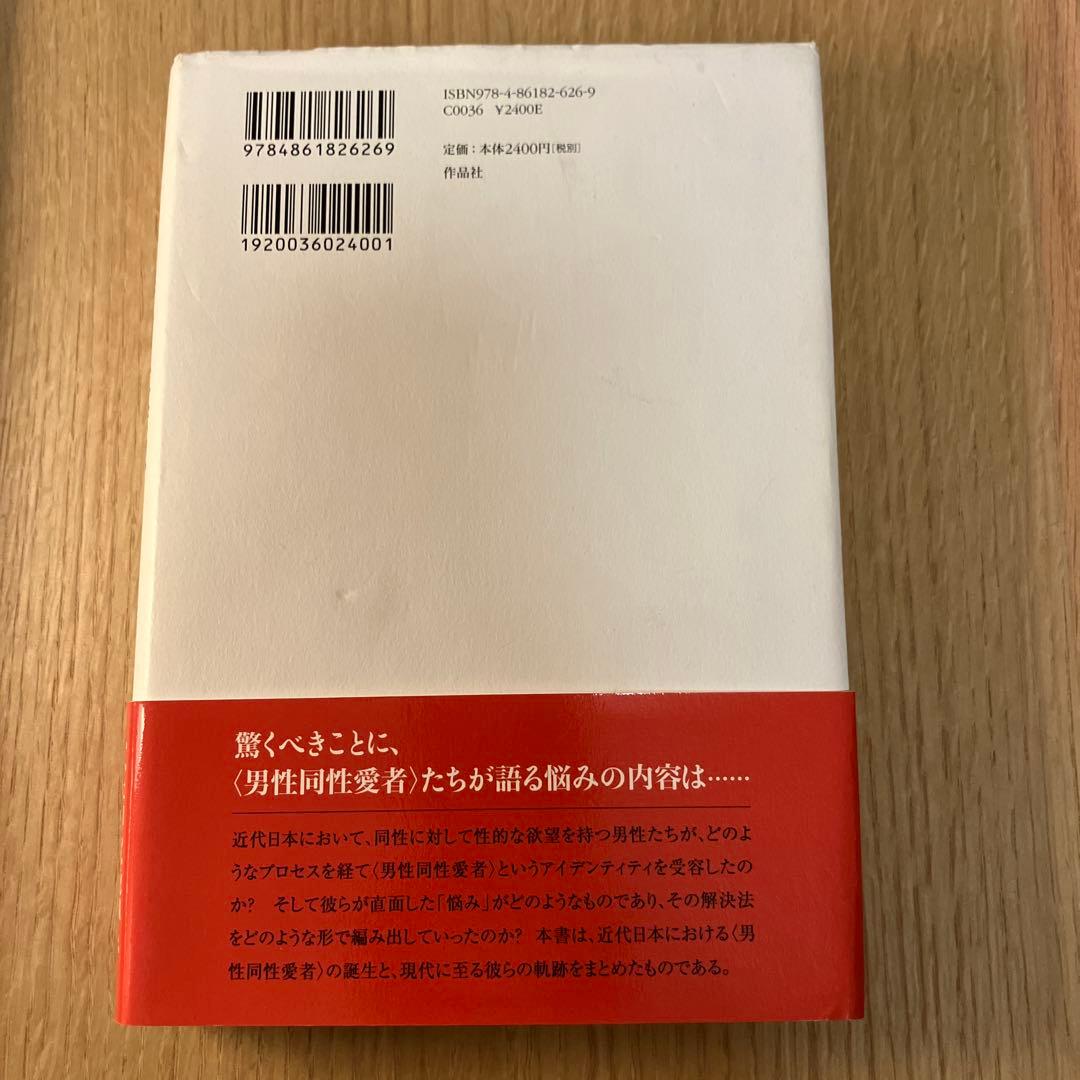 ISBN978-4-86182-626-9
C0036 ¥2400E
9784861826269
定価：本体2400円[税別]
作品社
1920036024001
驚くべきことに、
〈男性同性愛者〉たちが語る悩みの内容は……
近代日本において、同性に対して性的な欲望を持つ男性たちが、どの
ようなプロセスを経て〈男性同性愛者〉というアイデンティティを受容したの
か? そして彼らが直面した「悩み」がどのようなものであり、その解決法
をどのような形で編み出していったのか? 本書は、近代日本における〈男
性同性愛者〉の誕生と、現代に至る彼らの軌跡をまとめたものである。